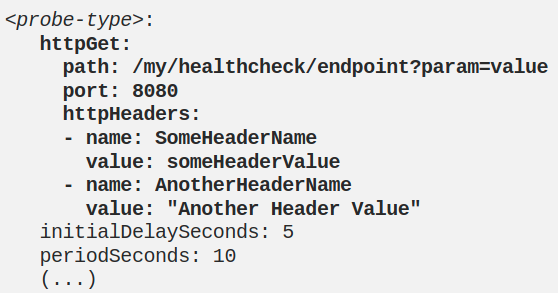 <probe-type>:
   httpGet:
     path: /my/healthcheck/endpoint?param=value
     port: 8080
     httpHeaders:
     - name: SomeHeaderName
       value: someHeaderValue
     - name: AnotherHeaderName
       value: "Another Header Value"
   initialDelaySeconds: 5
   periodSeconds: 10
   (...)